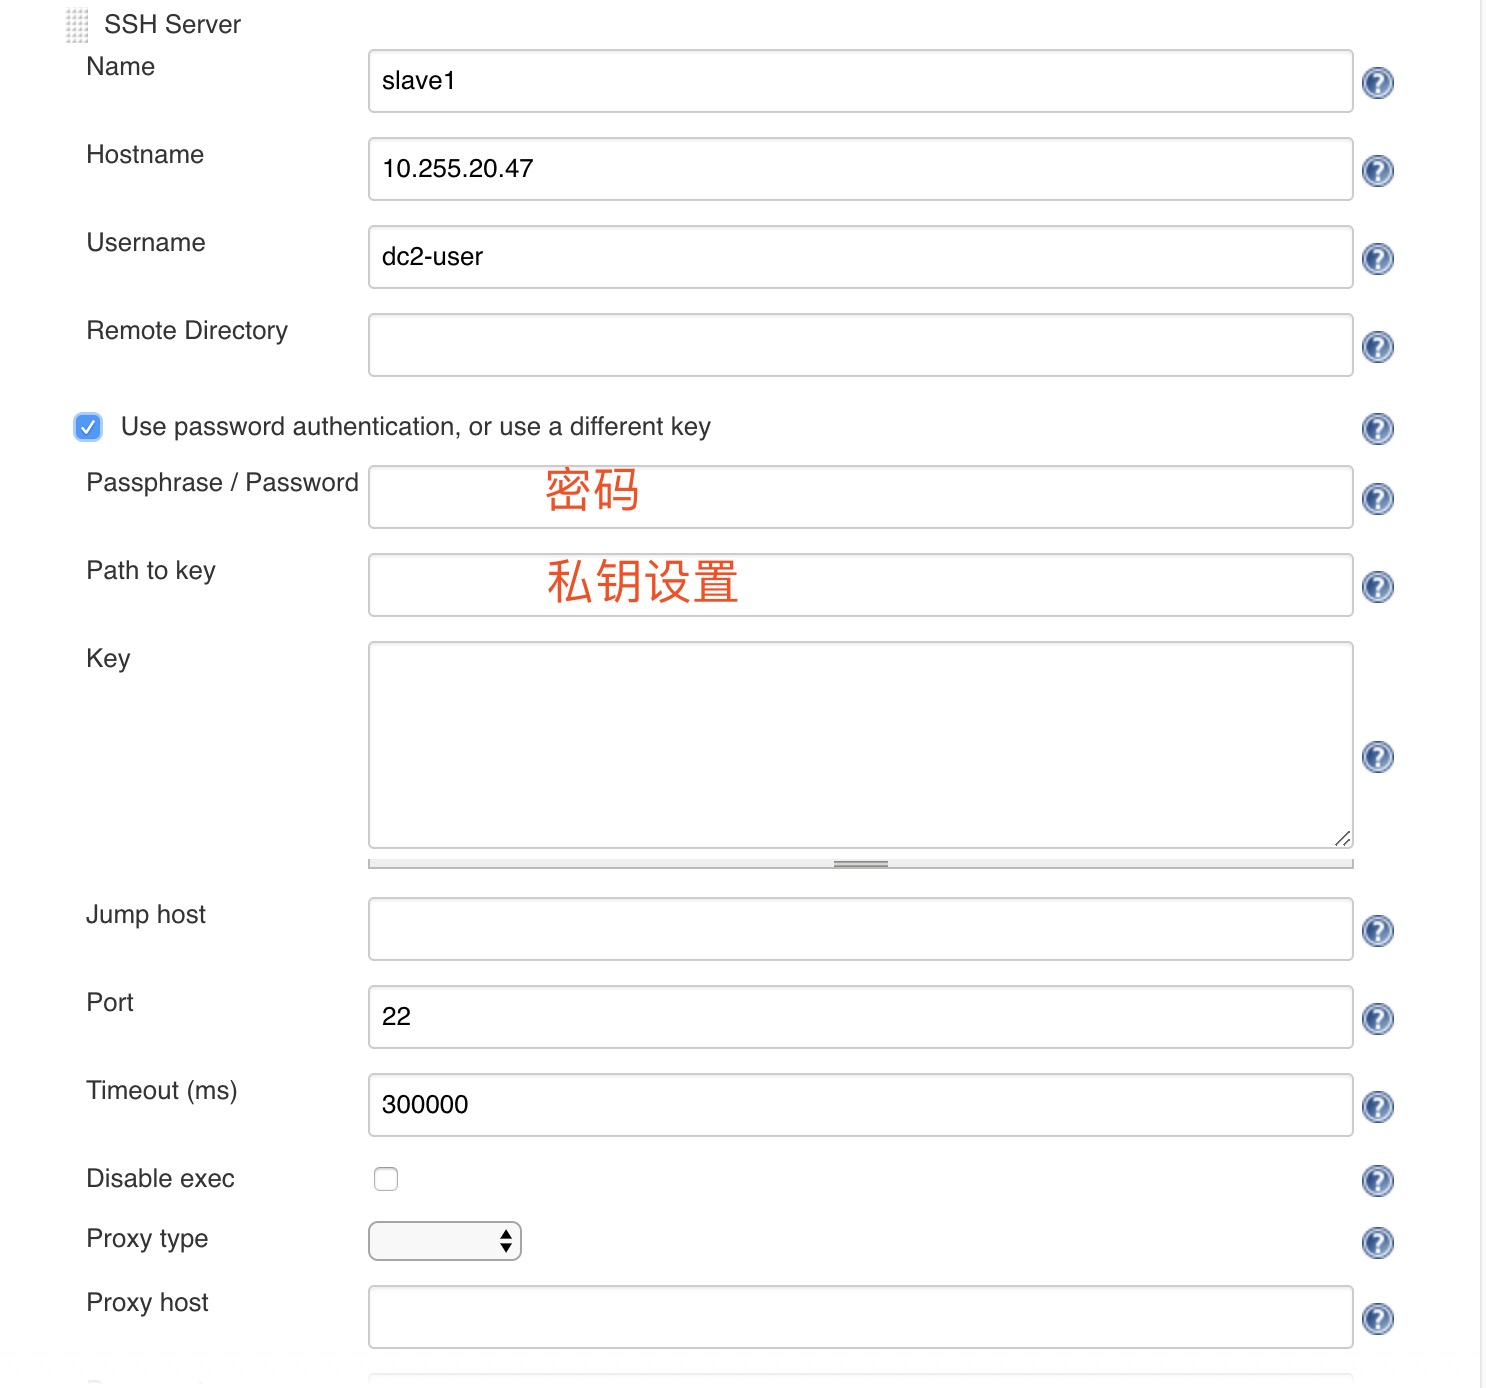 SSH Server
Name
slave1
Hostname
10.255.20.47
Username
dc2-user
Remote Directory
Use password authentication, or use a different key
Passphrase / Password
密码
Path to key
私钥设置
Key
Jump host
Port
22
Timeout (ms)
300000
Disable exec
Proxy type
Proxy host